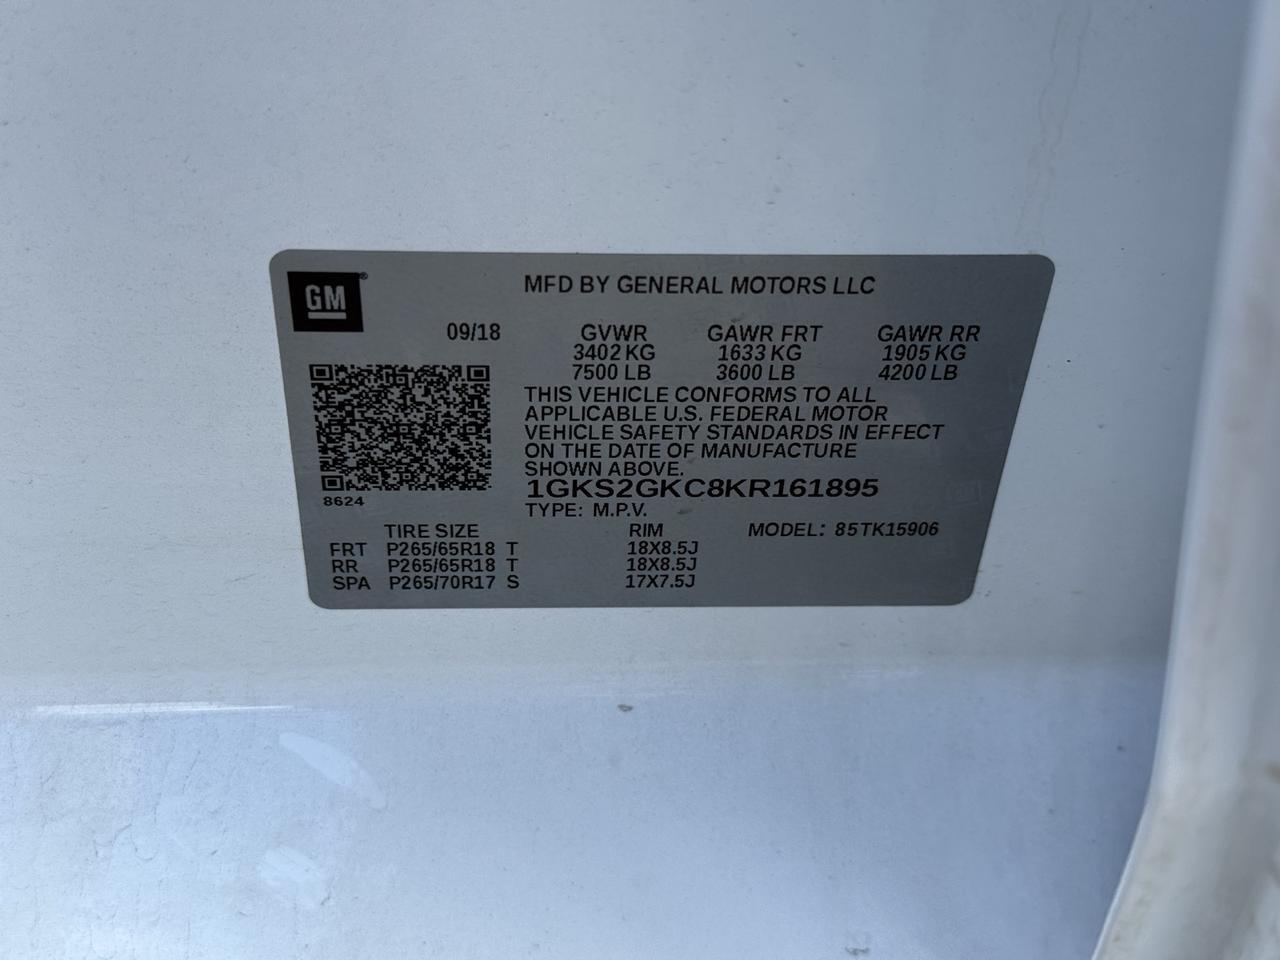 GM®
MFD BY GENERAL MOTORS LLC
09/18 GVWR GAWR FRT GAWR RR
3402 KG 1633 KG 1905 KG
7500 LB 3600 LB 4200 LB
THIS VEHICLE CONFORMS TO ALL
APPLICABLE U.S. FEDERAL MOTOR
VEHICLE SAFETY STANDARDS IN EFFECT
ON THE DATE OF MANUFACTURE
SHOWN ABOVE.
1GKS2GKC8KR161895
8624
TYPE: M.P.V.
TIRE SIZE RIM MODEL: 85TK15906
FRT P265/65R18 T 18X8.5J
RR P265/65R18 T 18X8.5J
SPA P265/70R17 S 17X7.5J